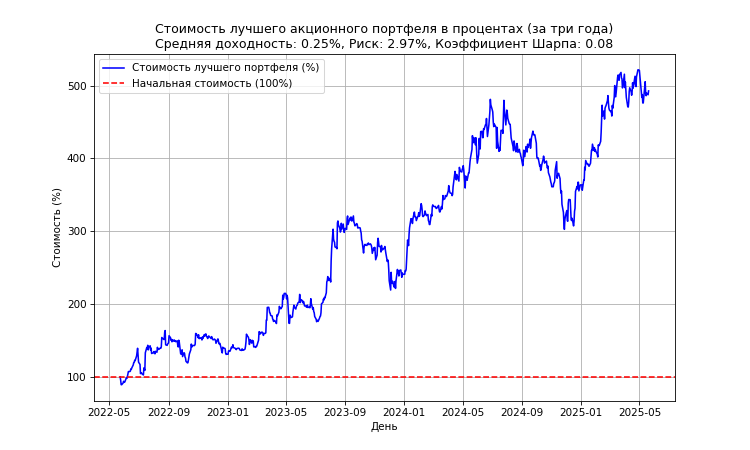 Стоимость лучшего акционного портфеля в процентах (за три года)
Средняя доходность: 0.25%, Риск: 2.97%, Коэффициент Шарпа: 0.08
Стоимость лучшего портфеля (%)
Начальная стоимость (100%)
Стоимость (%)
500
400
300
200
100
2022-05 2022-09 2023-01 2023-05 2023-09 2024-01 2024-05 2024-09 2025-01 2025-05
День